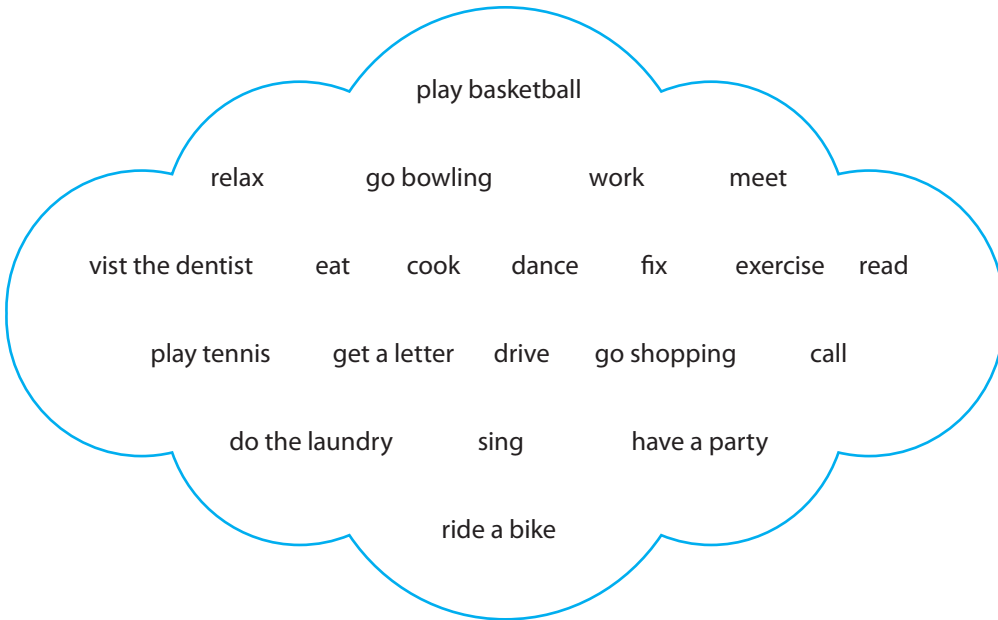 play basketball
relax go bowling work meet
vist the dentist eat cook dance fix exercise read
play tennis get a letter drive go shopping call
do the laundry sing have a party
ride a bike